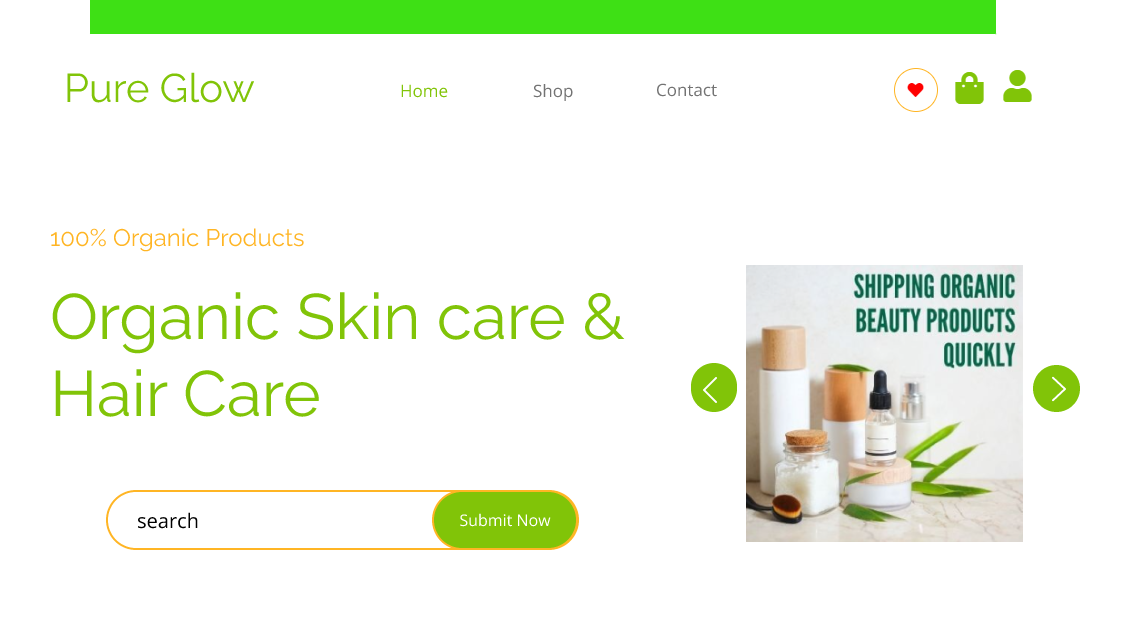 Pure Glow
Home
Shop
Contact
100% Organic Products
Organic Skin care &
Hair Care
search
Submit Now
SHIPPING ORGANIC
BEAUTY PRODUCTS
QUICKLY